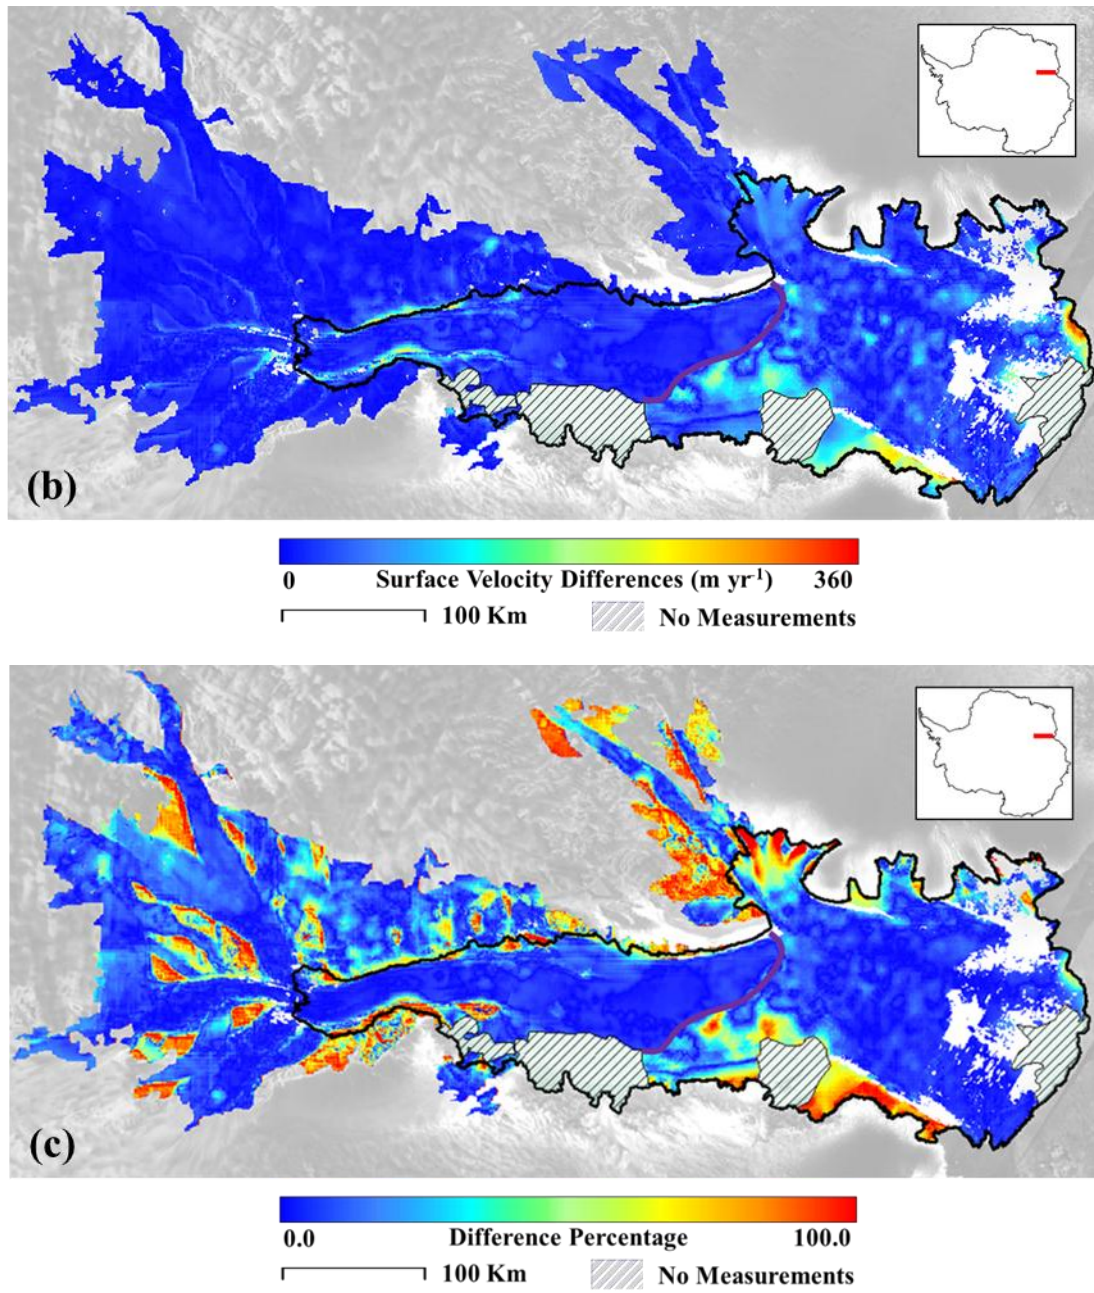 (b)
0 Surface Velocity Differences (m yr⁻¹) 360
100 Km No Measurements
(c)
0.0 Difference Percentage 100.0
100 Km No Measurements